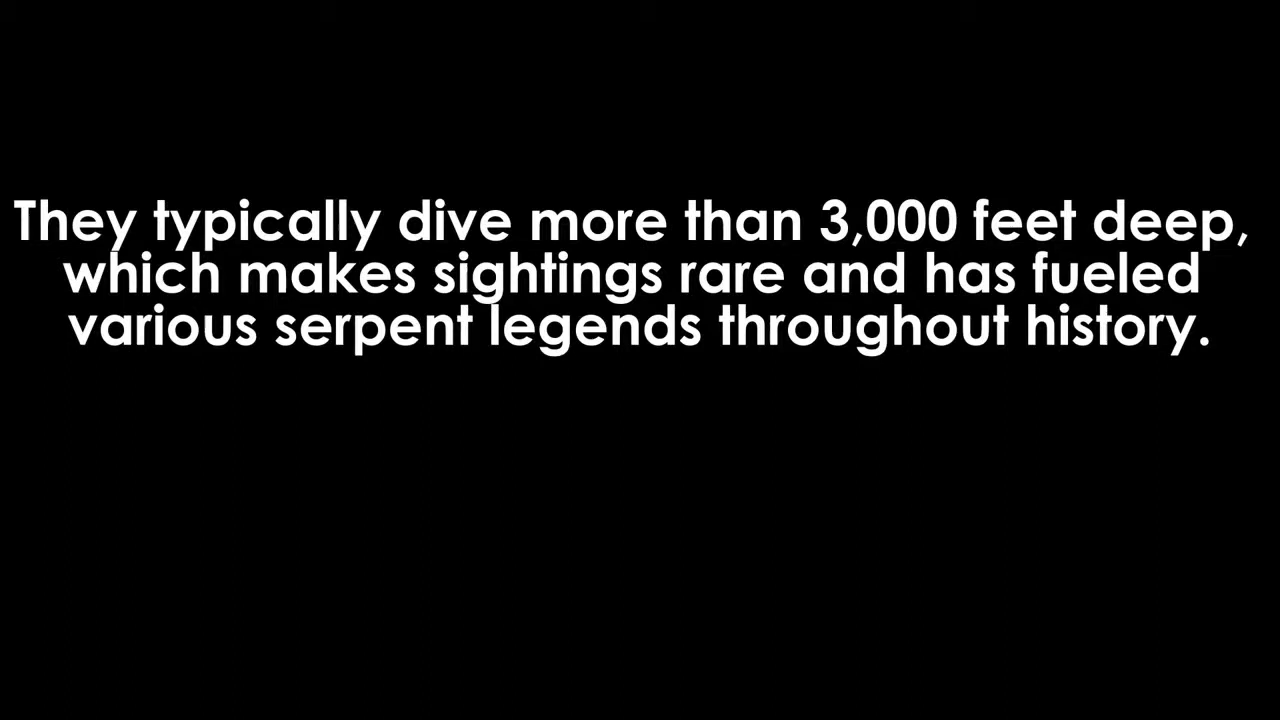 They typically dive more than 3,000 feet deep,
which makes sightings rare and has fueled
various serpent legends throughout history.